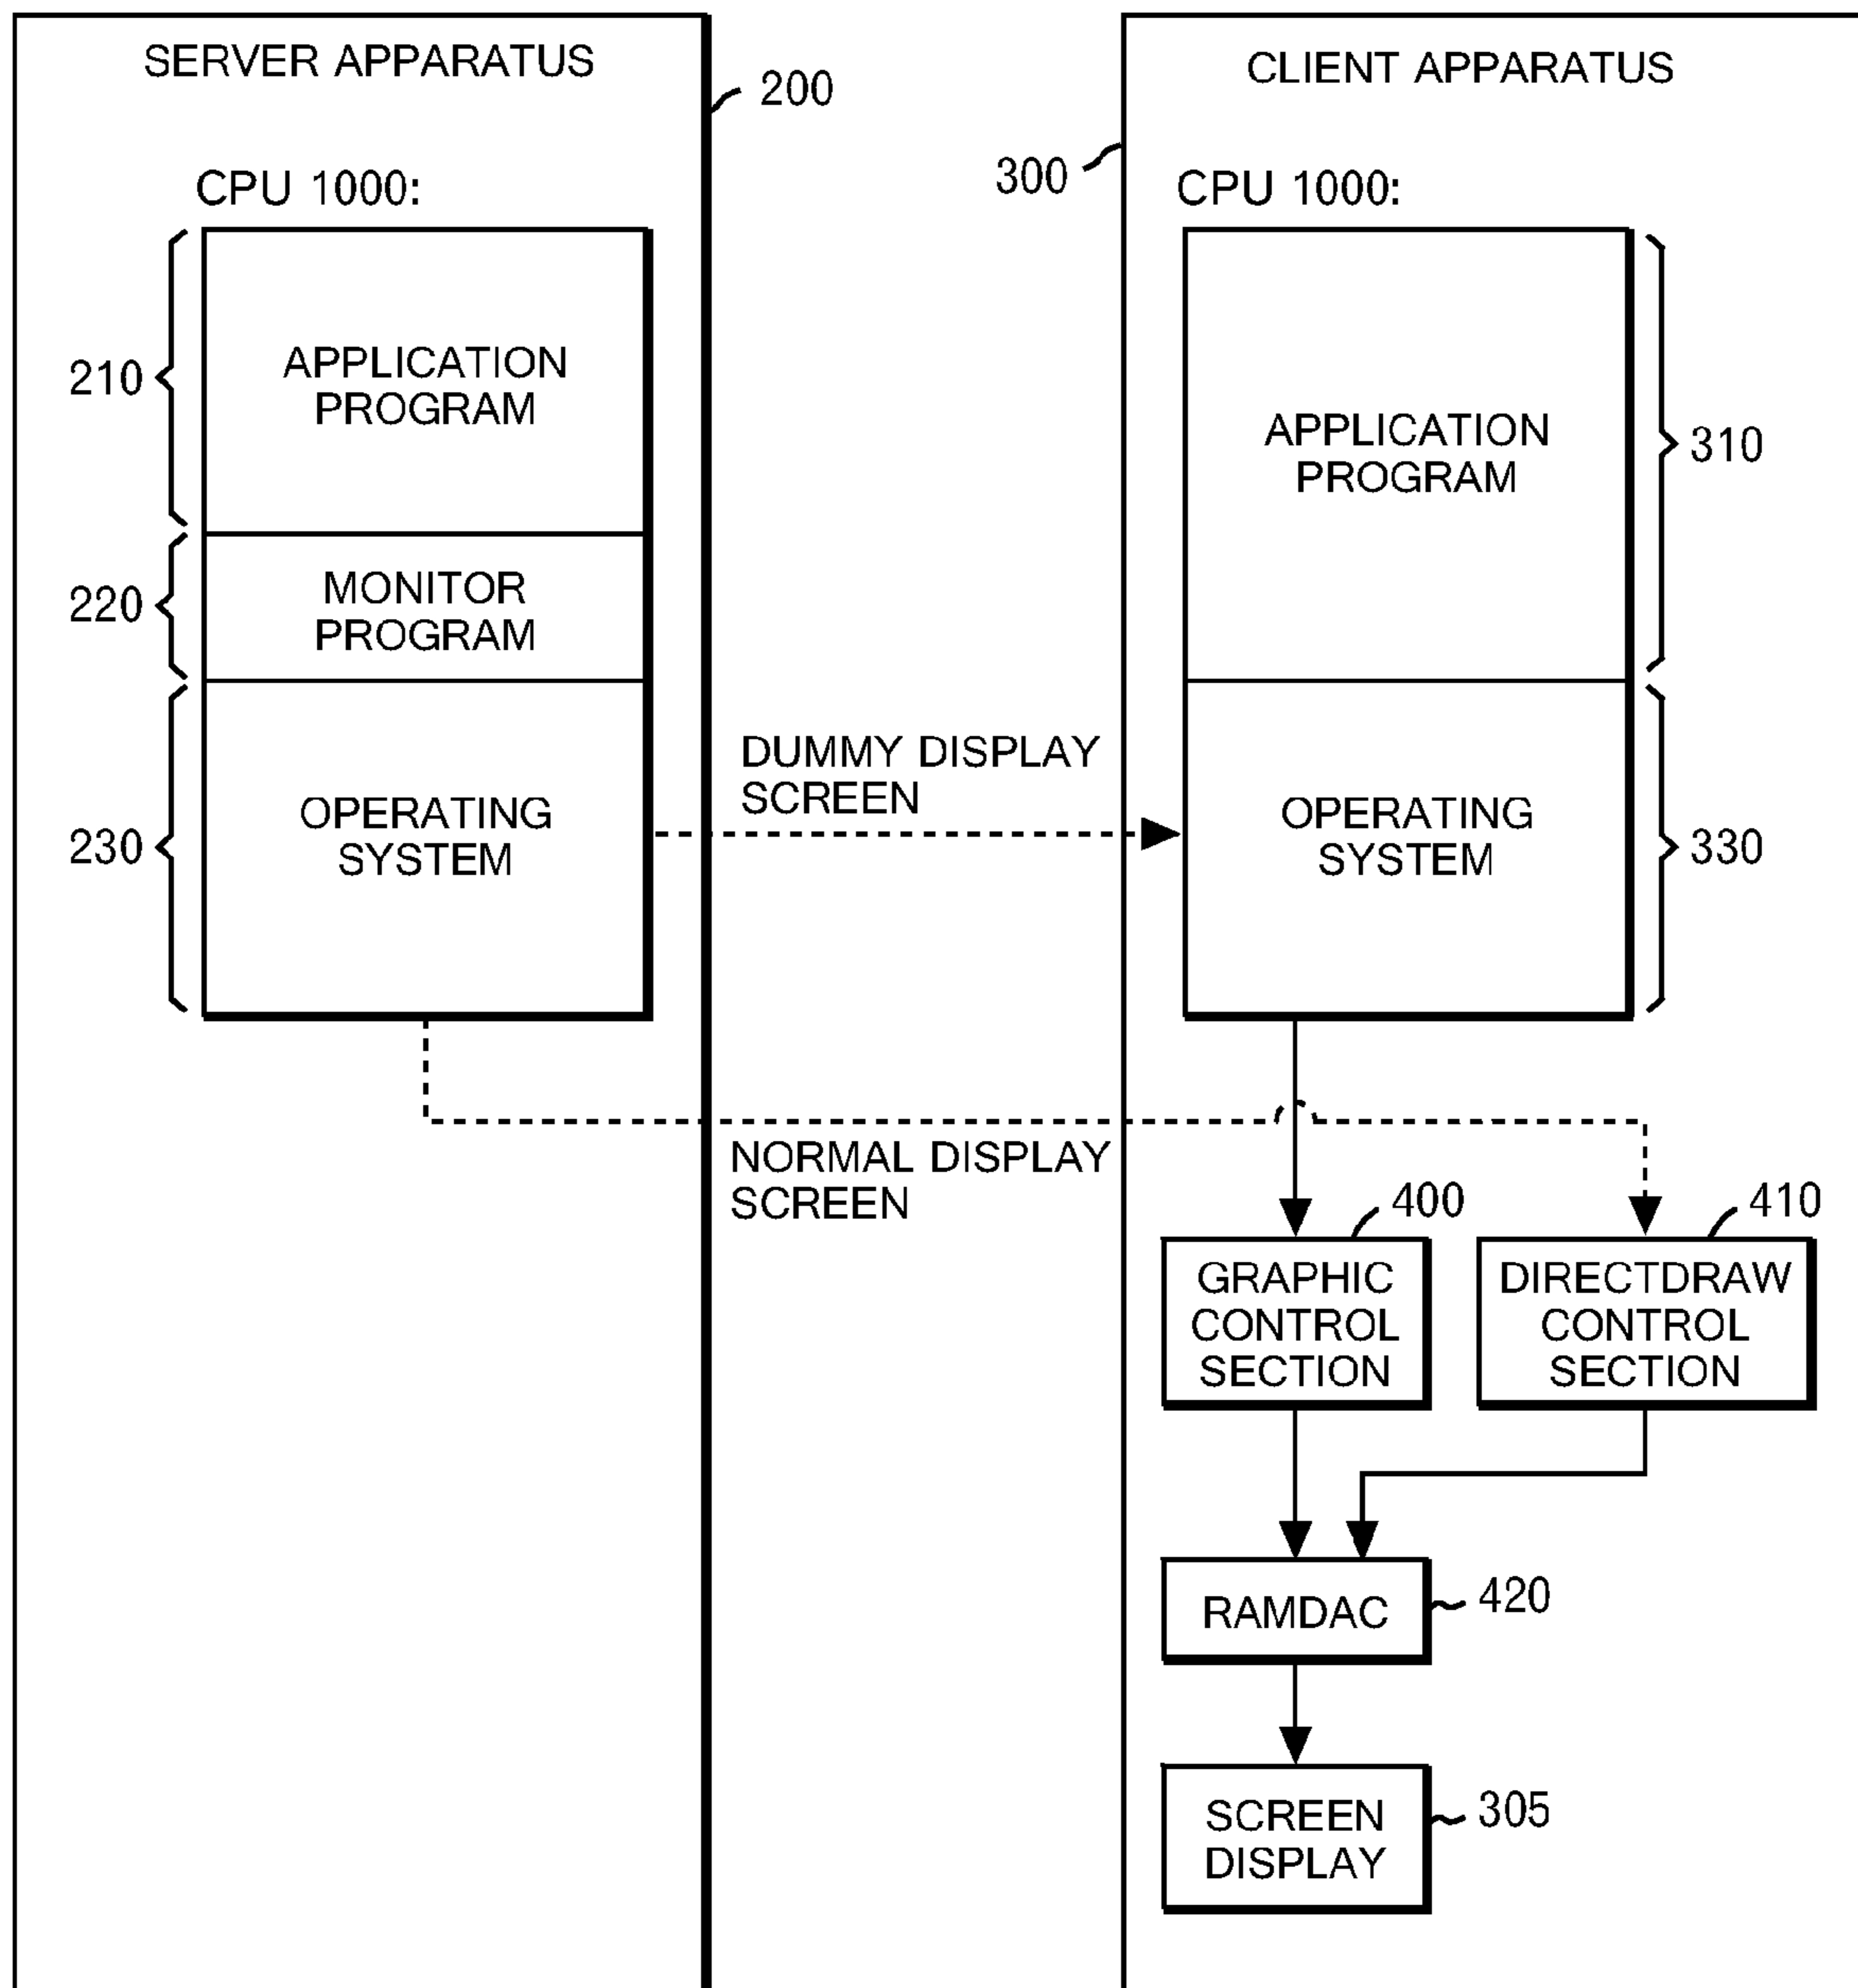 SERVER APPARATUS
200
CPU 1000:
210
APPLICATION
PROGRAM
220
MONITOR
PROGRAM
230
OPERATING
SYSTEM
DUMMY DISPLAY
SCREEN
NORMAL DISPLAY
SCREEN
CLIENT APPARATUS
300
CPU 1000:
APPLICATION
PROGRAM
310
OPERATING
SYSTEM
330
400
GRAPHIC
CONTROL
SECTION
410
DIRECTDRAW
CONTROL
SECTION
RAMDAC
420
SCREEN
DISPLAY
305